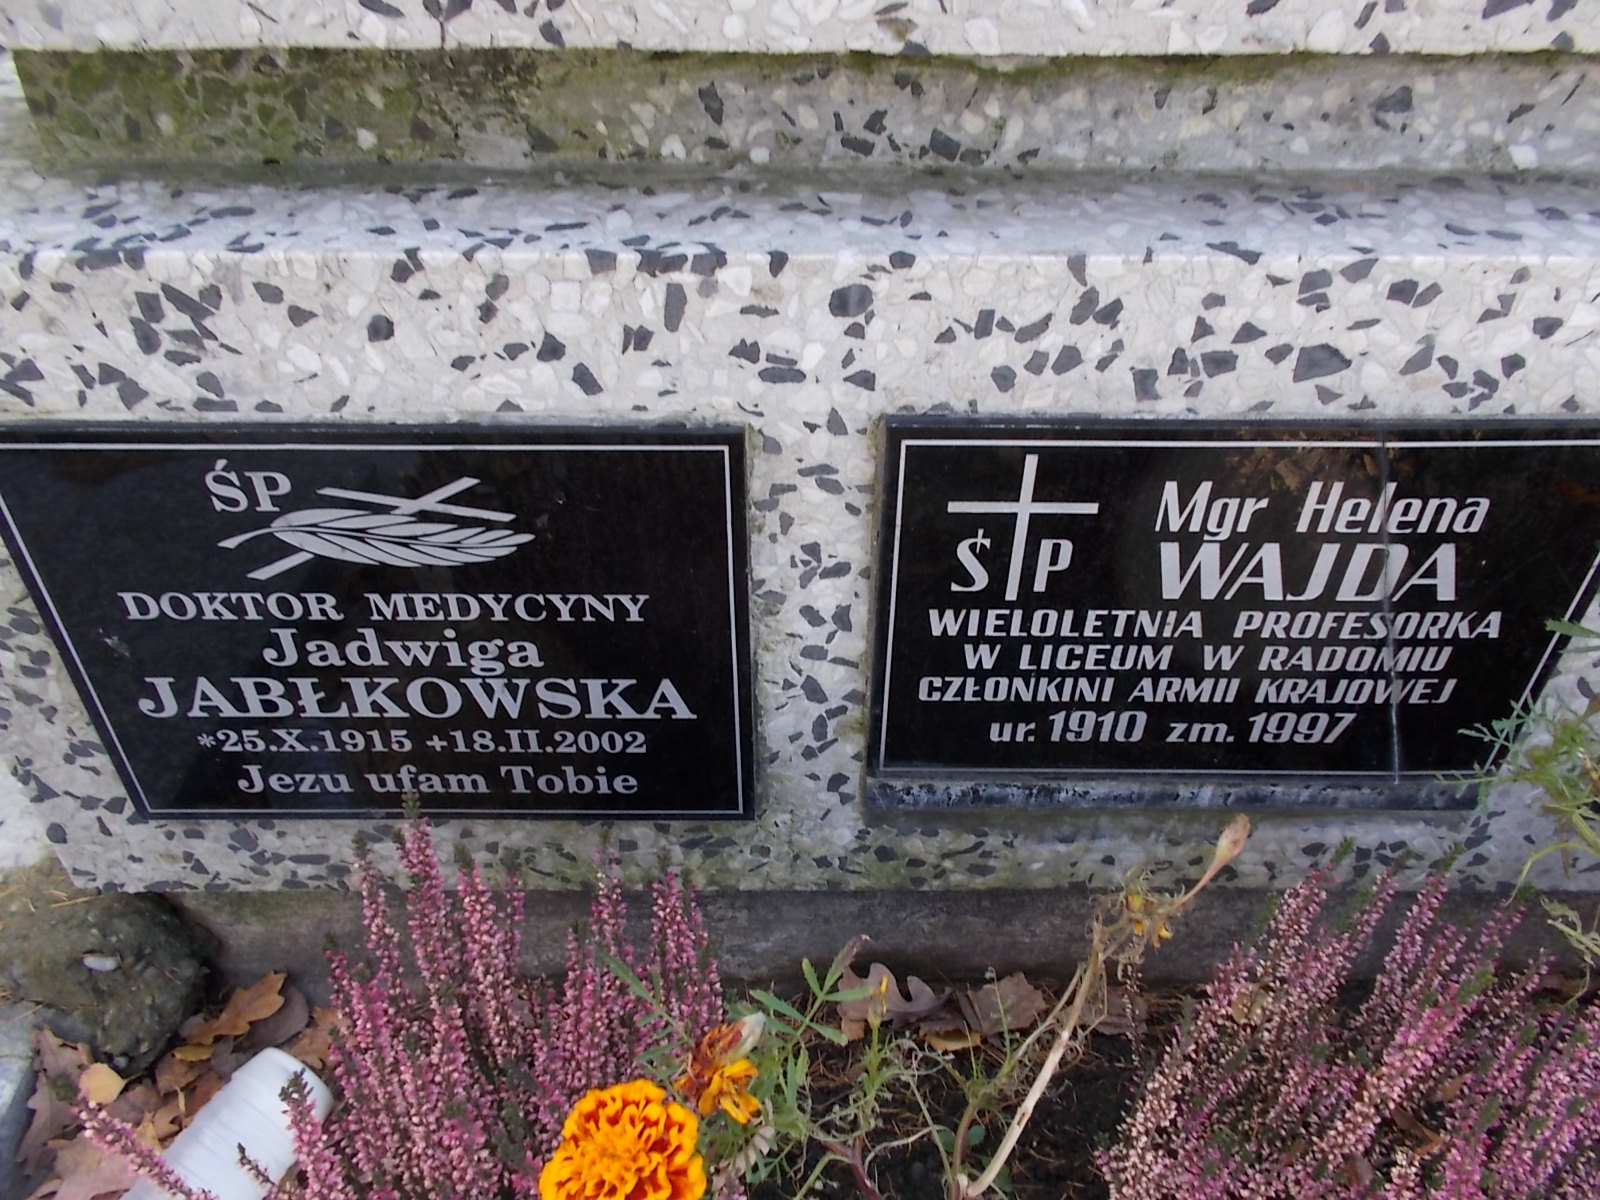 ŚP
DOKTOR MEDYCYNY
Jadwiga
JABŁKOWSKA
*25.X.1915 +18.II.2002
Jezu ufam Tobie
ŚP
Mgr Helena
WAJDA
WIELOLETNIA PROFESORKA
W LICEUM W RADOMIU
CZŁONKINI ARMII KRAJOWEJ
ur. 1910 zm. 1997